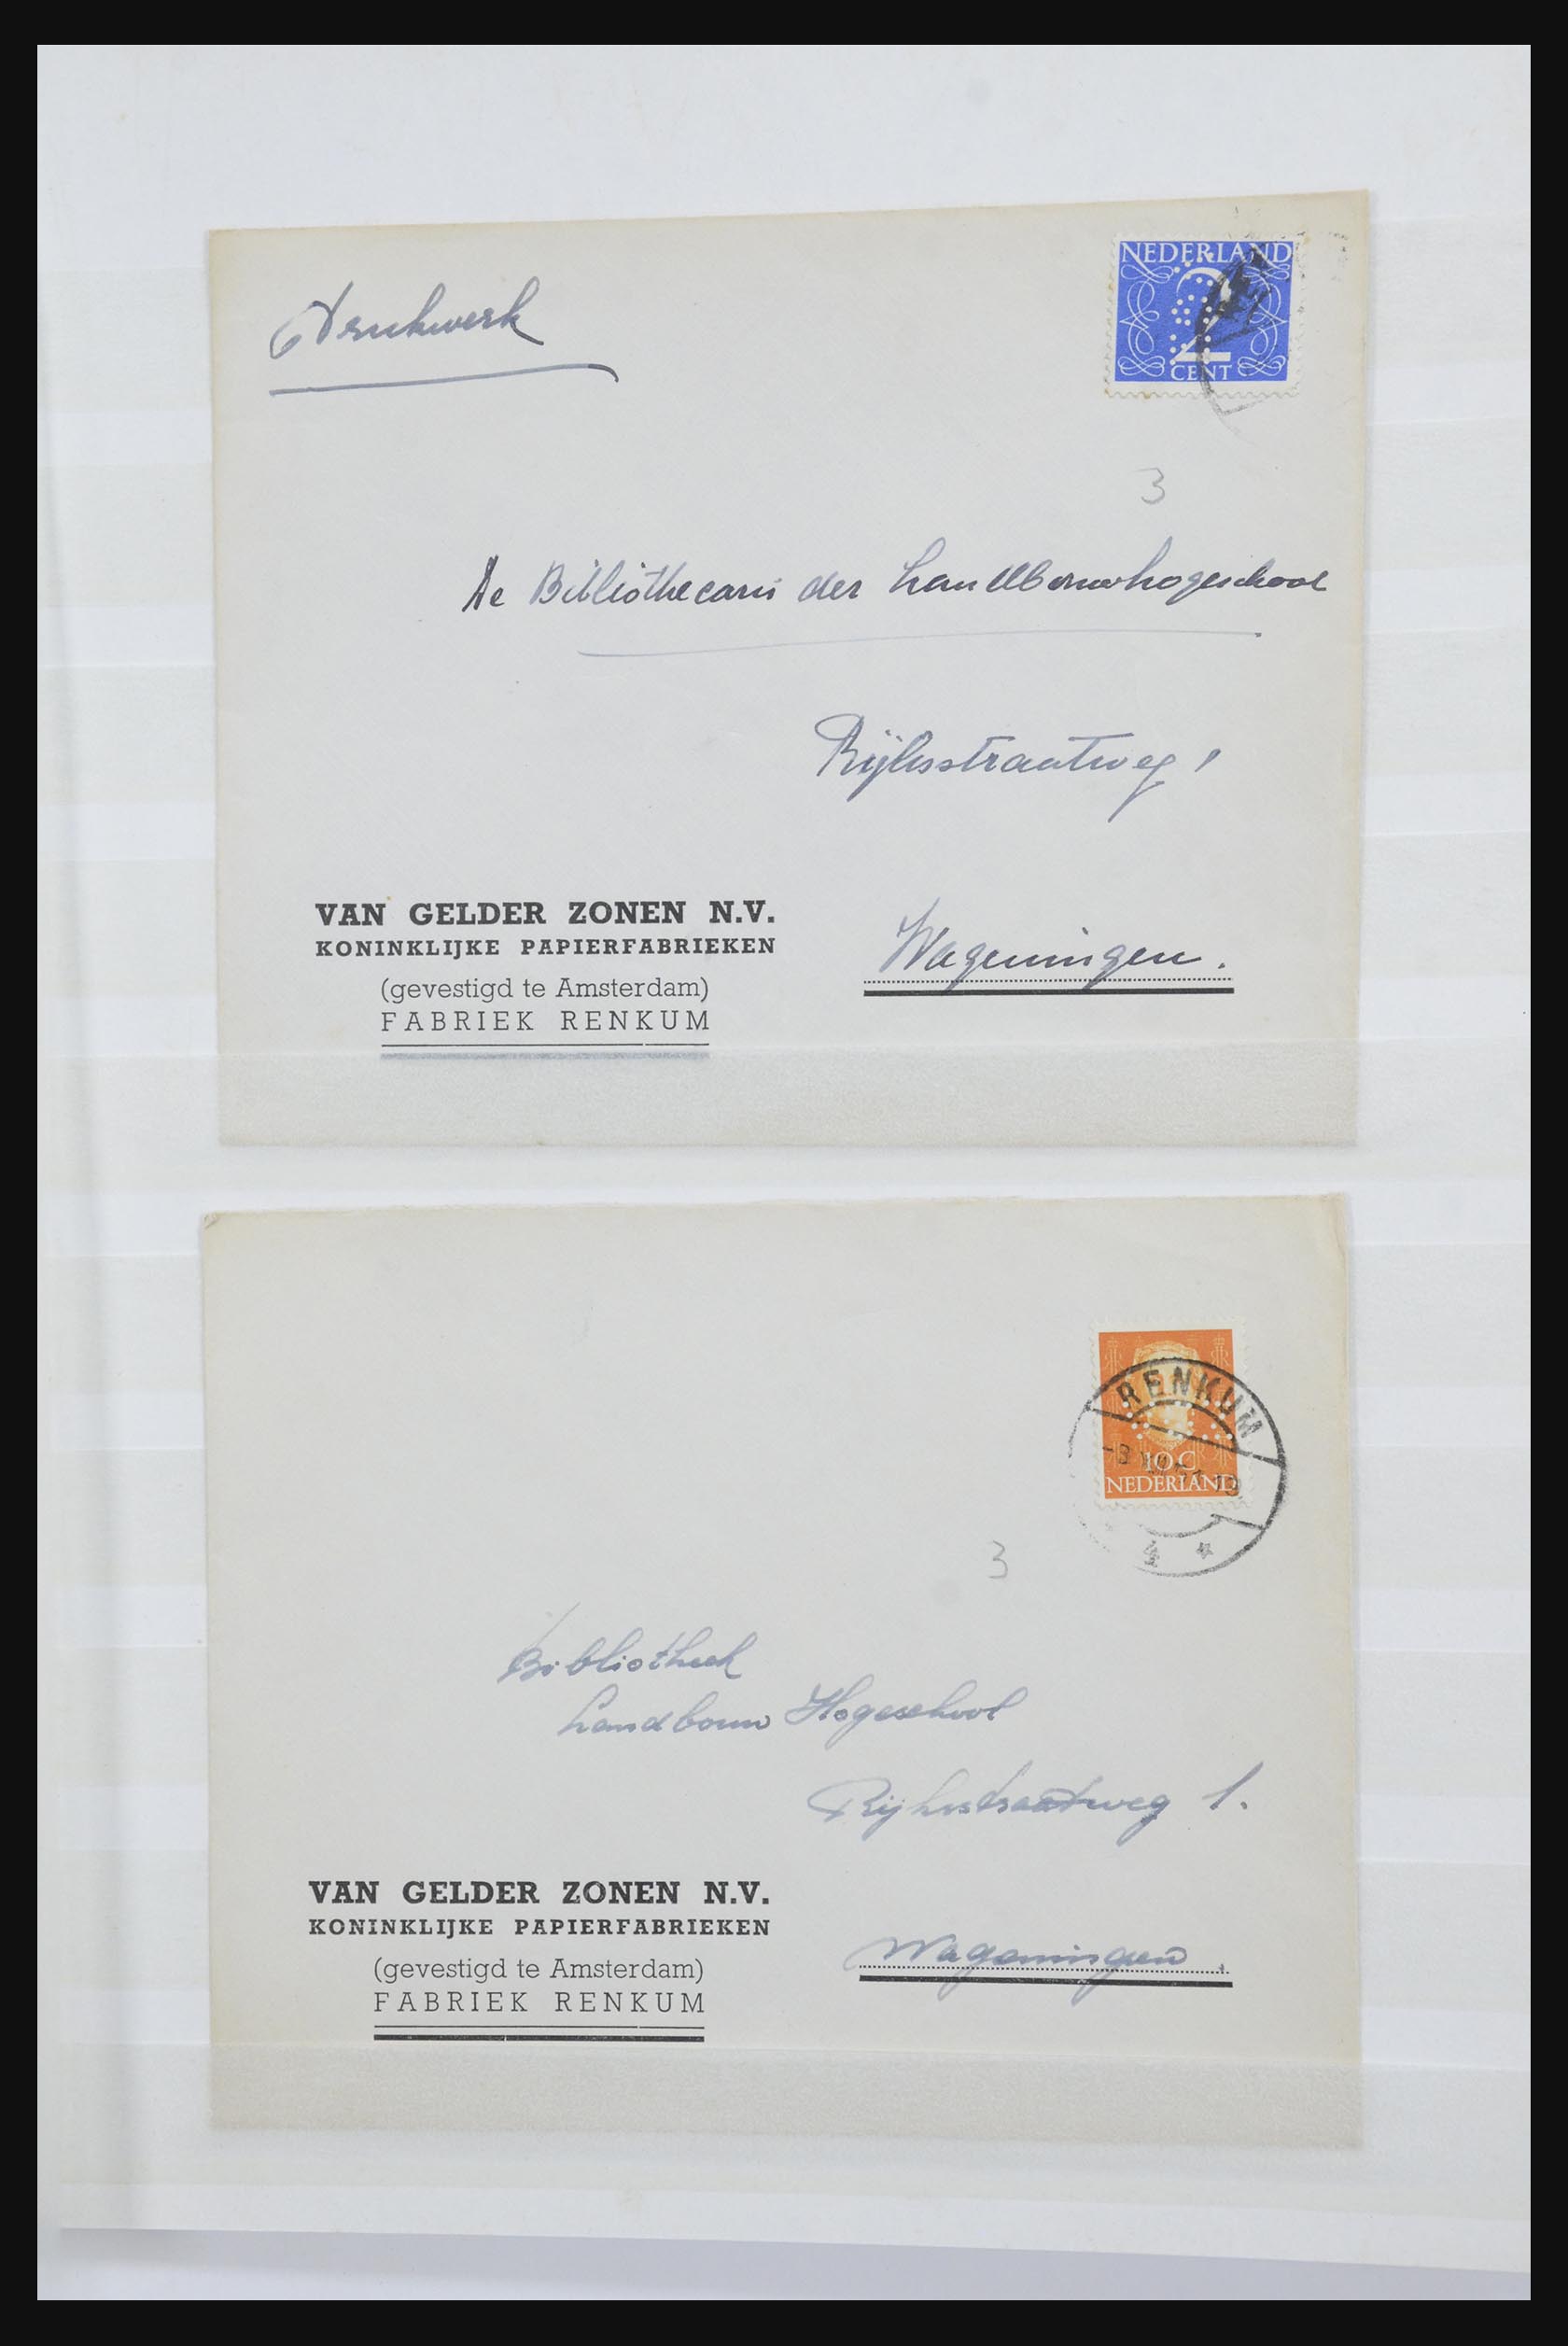 Drukwerk
NEDERLAND
2
CENT
3
De Bibliothecaris der Landbouwhogeschool
Rijksstraatweg 1
VAN GELDER ZONEN N.V.
KONINKLIJKE PAPIERFABRIEKEN
(gevestigd te Amsterdam)
FABRIEK RENKUM
Wageningen.
RENKUM
10 C
NEDERLAND
4 *
3
Bibliotheek
Landbouw Hogeschool
Rijksstraatweg 1.
VAN GELDER ZONEN N.V.
KONINKLIJKE PAPIERFABRIEKEN
(gevestigd te Amsterdam)
FABRIEK RENKUM
Wageningen.